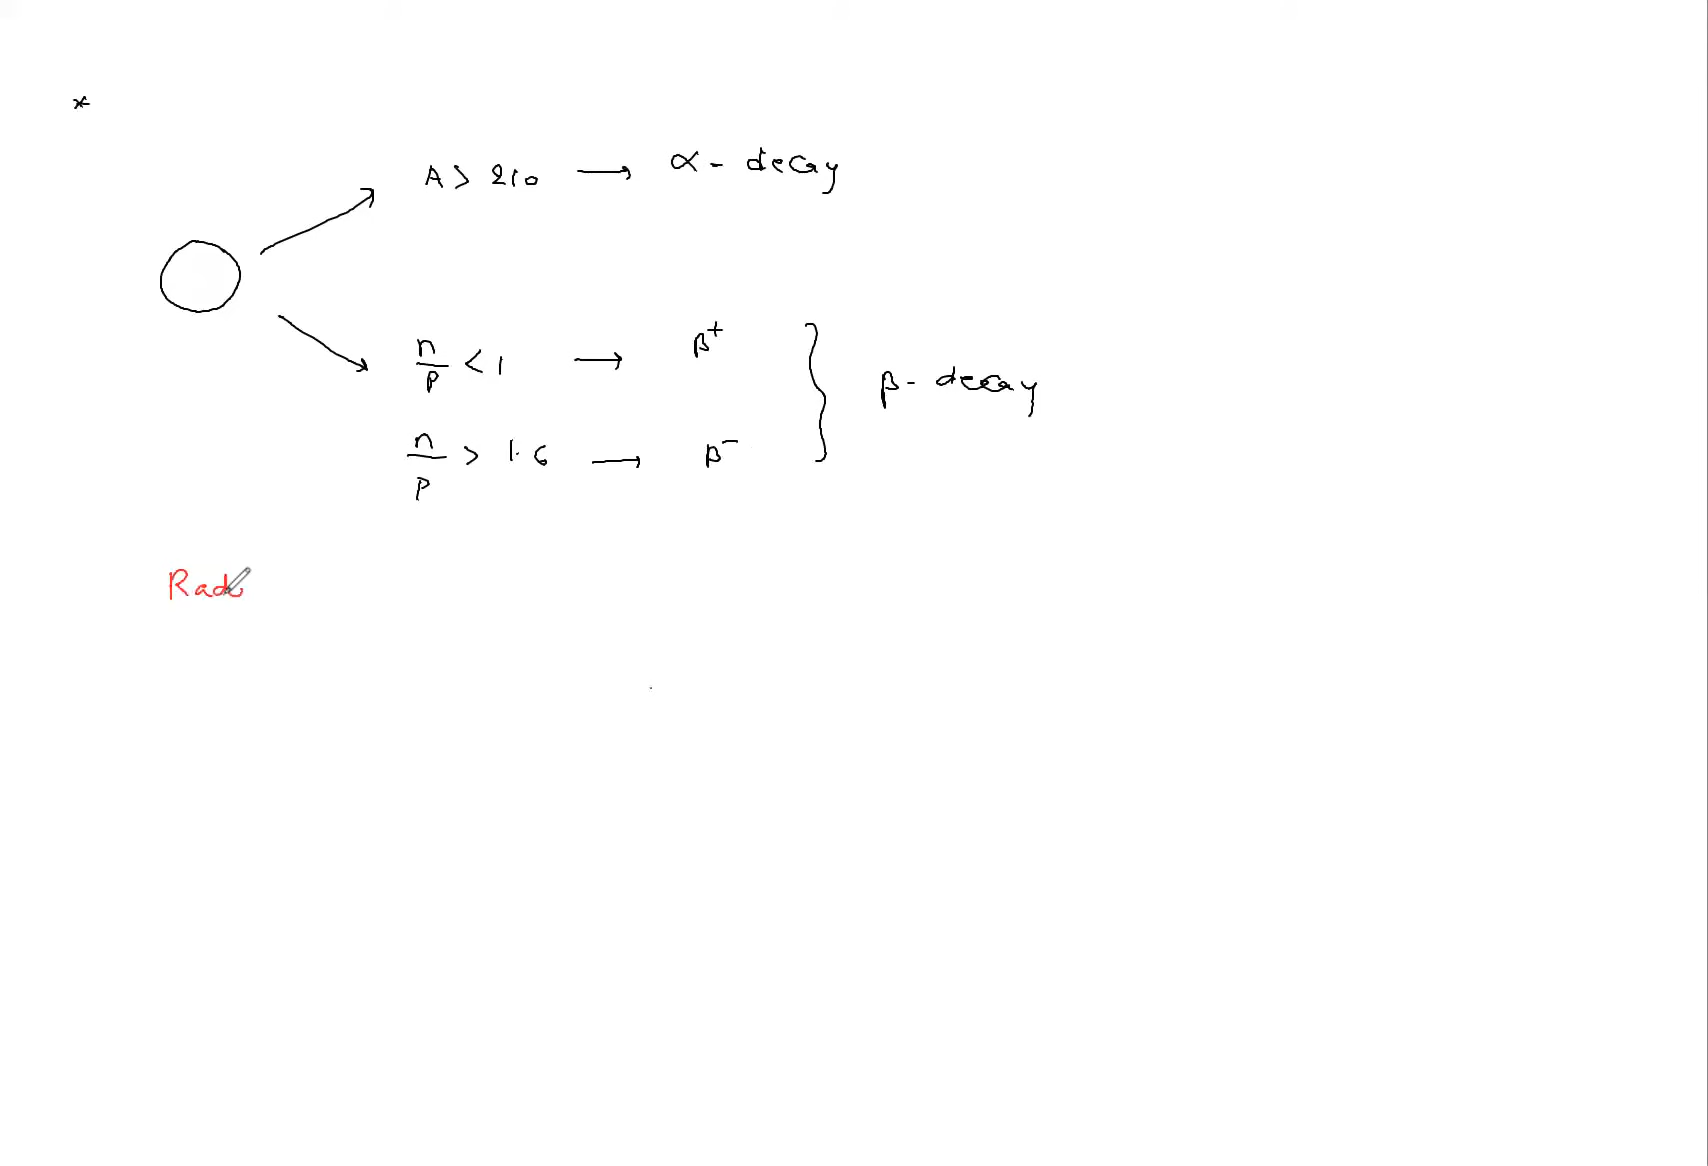 *
A > 210 → α - decay
n/p < 1 → β⁺
β - decay
n/p > 1.6 → β⁻
Rad